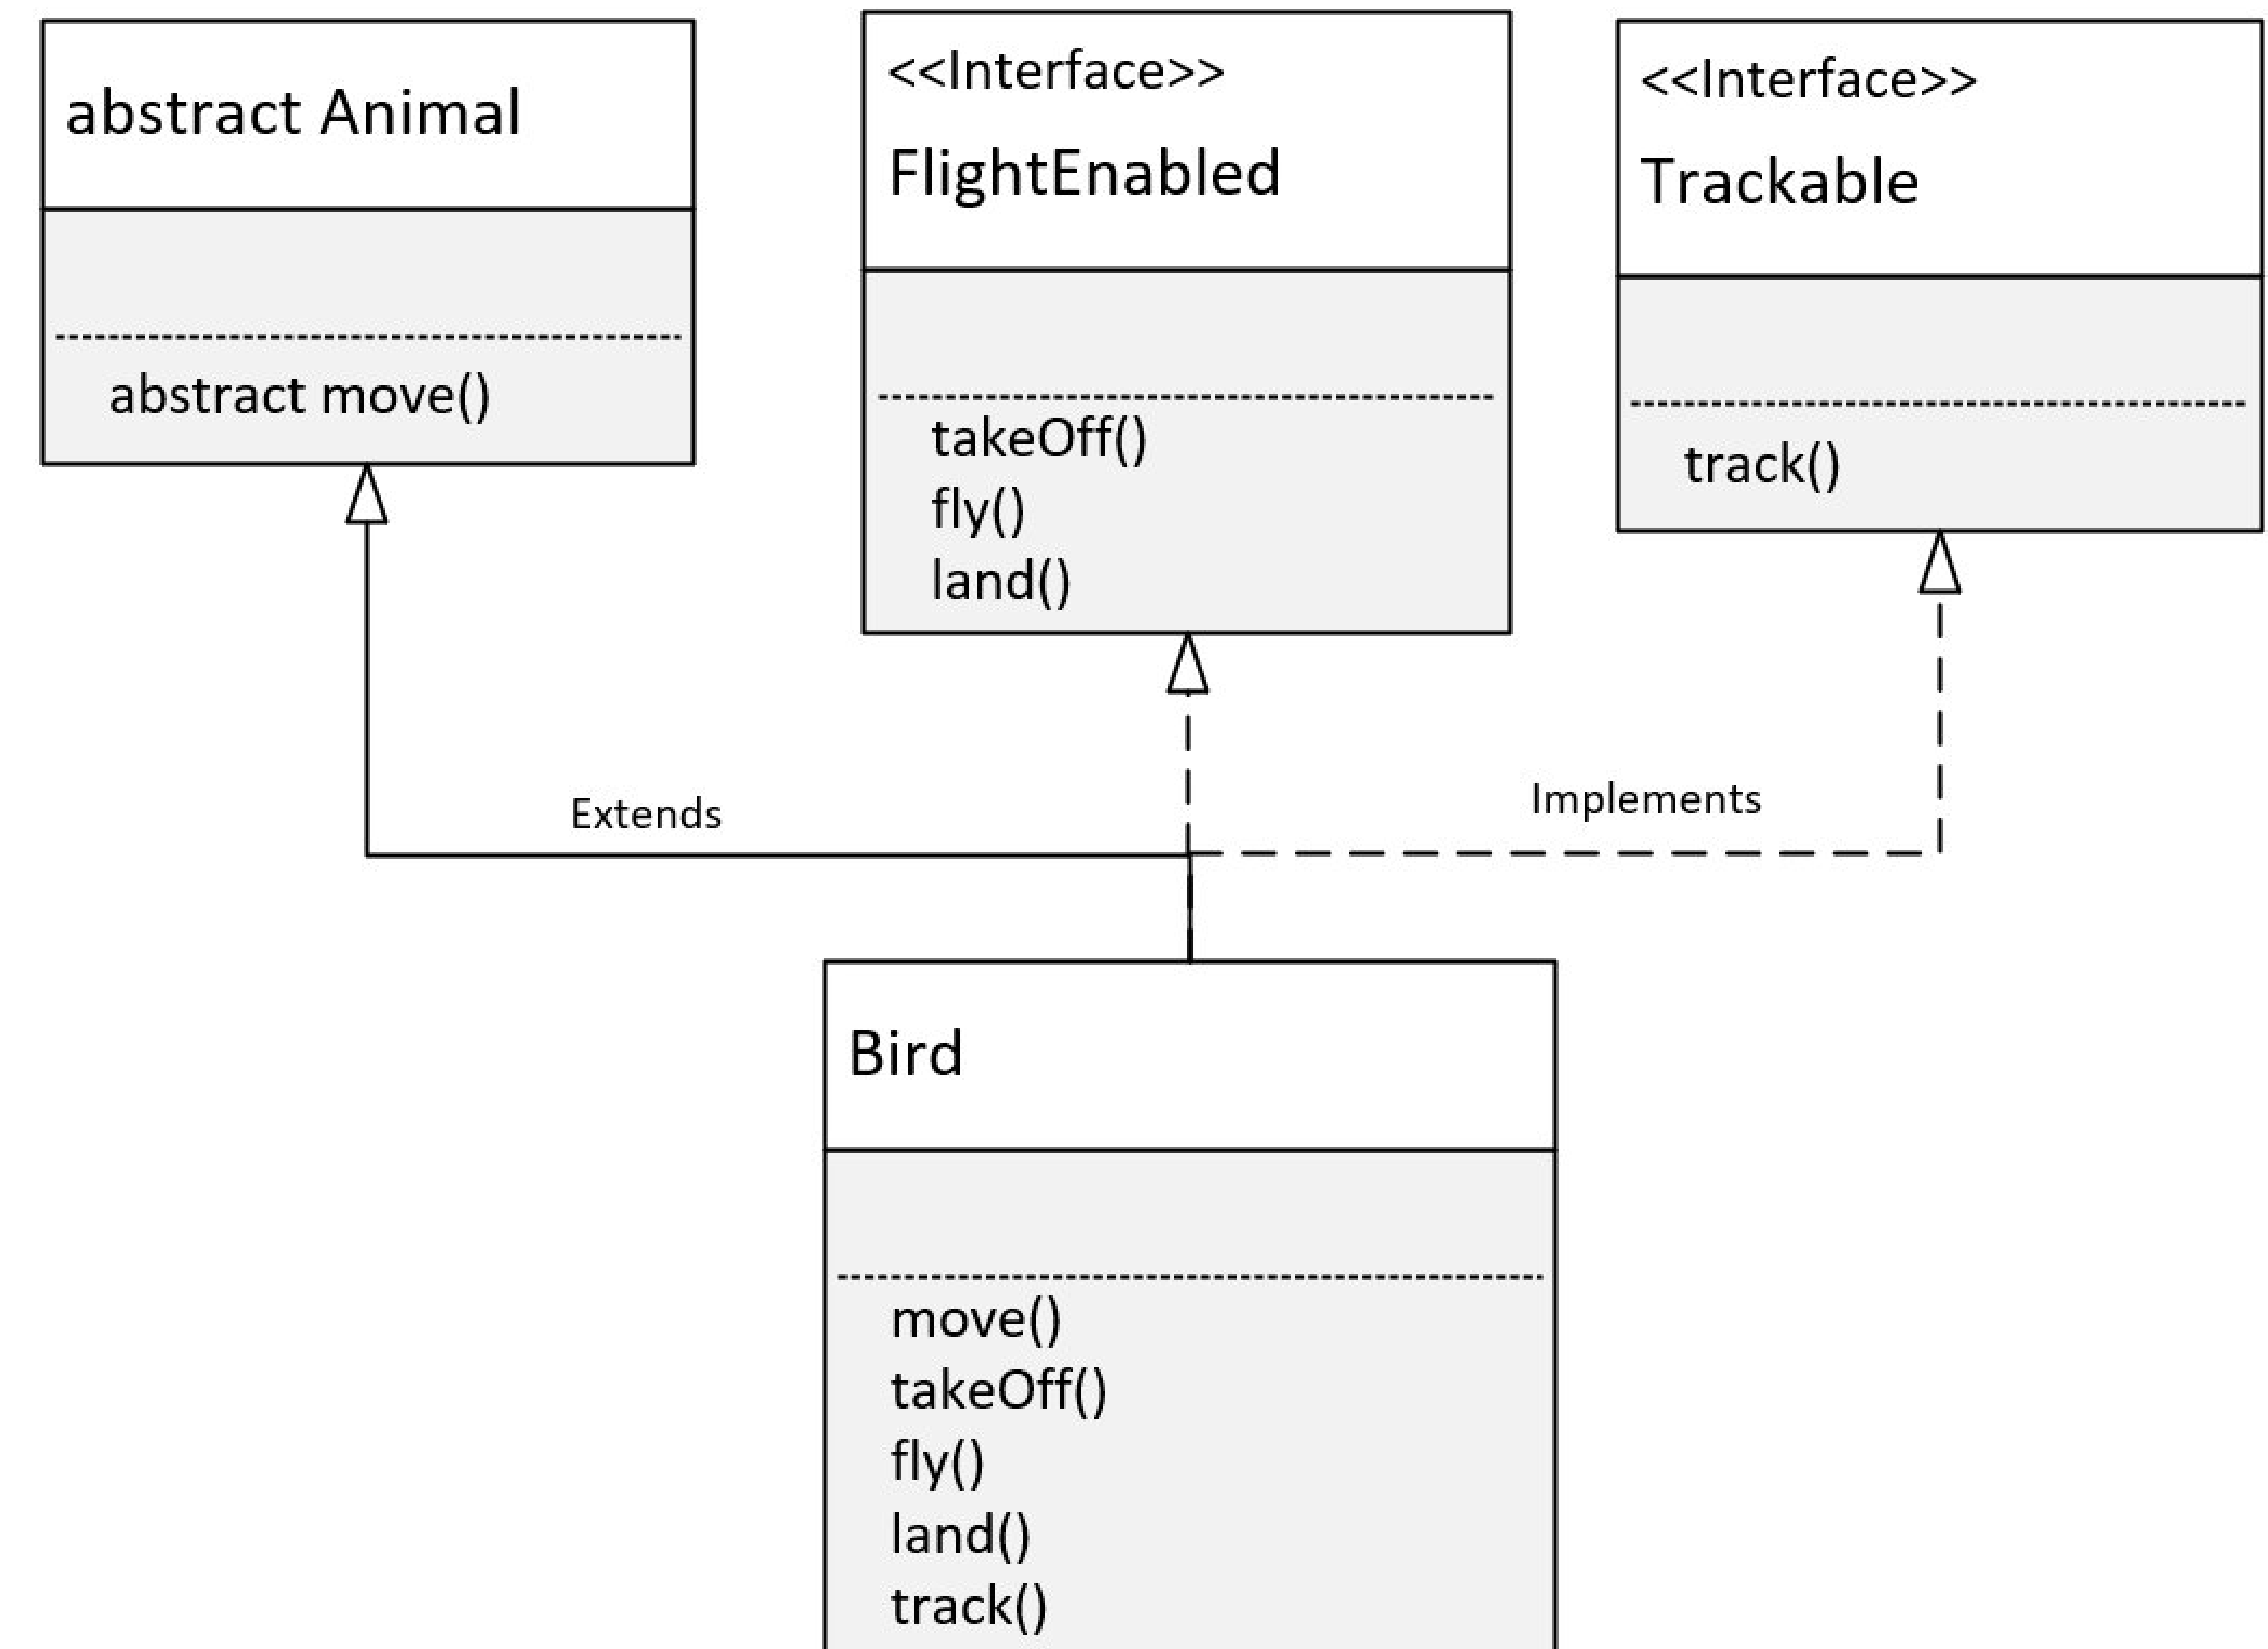 abstract Animal
abstract move()
<<Interface>>
FlightEnabled
takeOff()
fly()
land()
<<Interface>>
Trackable
track()
Extends
Implements
Bird
move()
takeOff()
fly()
land()
track()